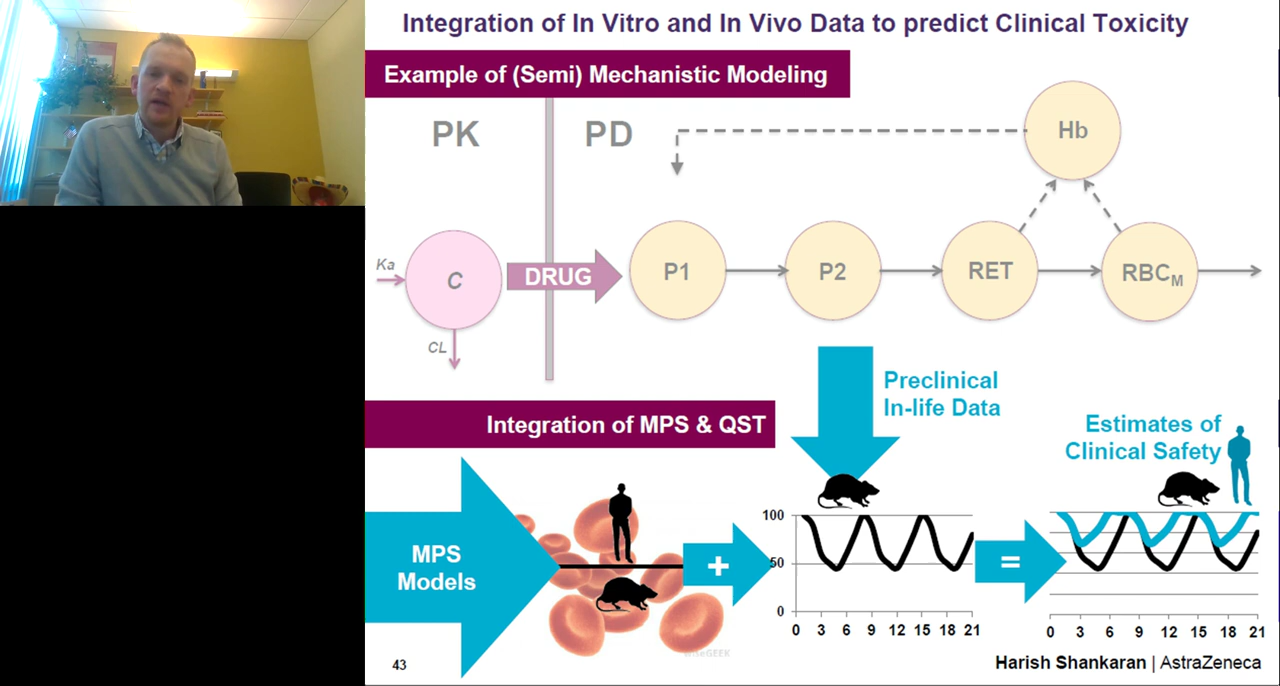 Integration of In Vitro and In Vivo Data to predict Clinical Toxicity
Example of (Semi) Mechanistic Modeling
PK
PD
Hb
Ka
C
DRUG
P1
P2
RET
RBCM
CL
Preclinical
In-life Data
Integration of MPS & QST
Estimates of
Clinical Safety
MPS
Models
+
100
50
0
0 3 6 9 12 15 18 21
=
0 3 6 9 12 15 18 21
43
Harish Shankaran | AstraZeneca